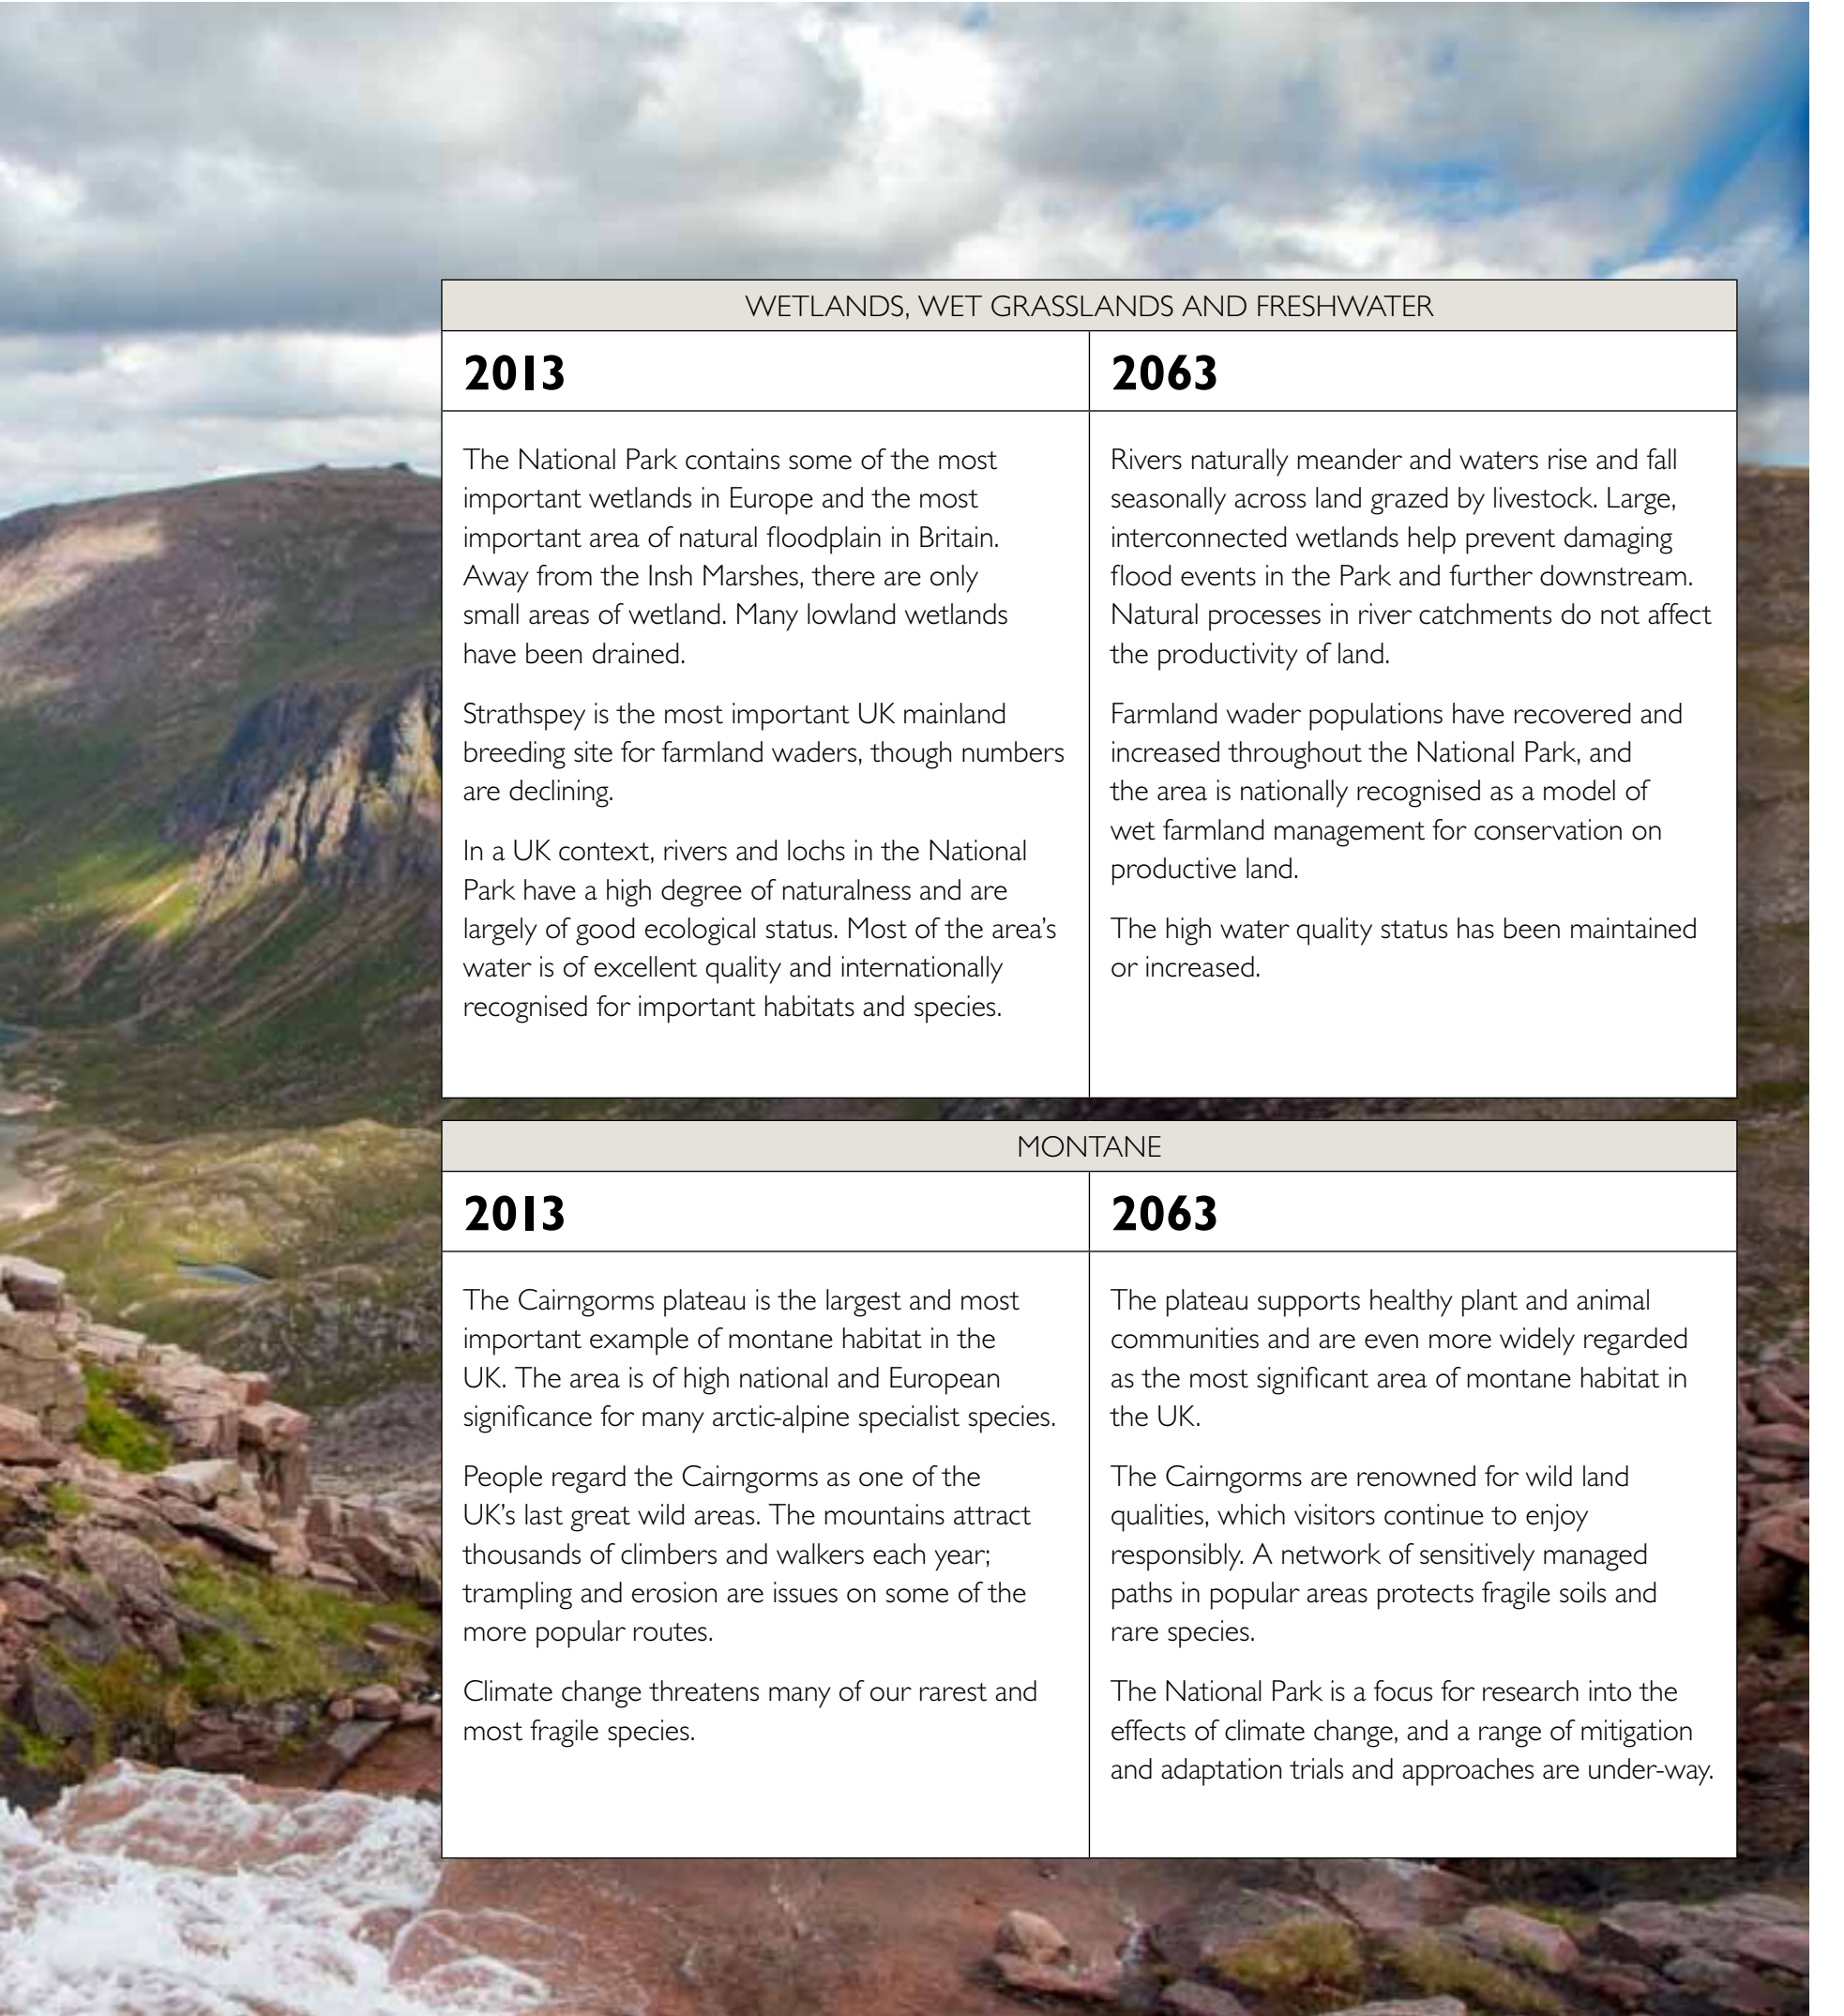 WETLANDS, WET GRASSLANDS AND FRESHWATER
2013
The National Park contains some of the most
important wetlands in Europe and the most
important area of natural floodplain in Britain.
Away from the Insh Marshes, there are only
small areas of wetland. Many lowland wetlands
have been drained.
Strathspey is the most important UK mainland
breeding site for farmland waders, though numbers
are declining.
In a UK context, rivers and lochs in the National
Park have a high degree of naturalness and are
largely of good ecological status. Most of the area’s
water is of excellent quality and internationally
recognised for important habitats and species.
2063
Rivers naturally meander and waters rise and fall
seasonally across land grazed by livestock. Large,
interconnected wetlands help prevent damaging
flood events in the Park and further downstream.
Natural processes in river catchments do not affect
the productivity of land.
Farmland wader populations have recovered and
increased throughout the National Park, and
the area is nationally recognised as a model of
wet farmland management for conservation on
productive land.
The high water quality status has been maintained
or increased.
MONTANE
2013
The Cairngorms plateau is the largest and most
important example of montane habitat in the
UK. The area is of high national and European
significance for many arctic-alpine specialist species.
People regard the Cairngorms as one of the
UK’s last great wild areas. The mountains attract
thousands of climbers and walkers each year;
trampling and erosion are issues on some of the
more popular routes.
Climate change threatens many of our rarest and
most fragile species.
2063
The plateau supports healthy plant and animal
communities and are even more widely regarded
as the most significant area of montane habitat in
the UK.
The Cairngorms are renowned for wild land
qualities, which visitors continue to enjoy
responsibly. A network of sensitively managed
paths in popular areas protects fragile soils and
rare species.
The National Park is a focus for research into the
effects of climate change, and a range of mitigation
and adaptation trials and approaches are under-way.